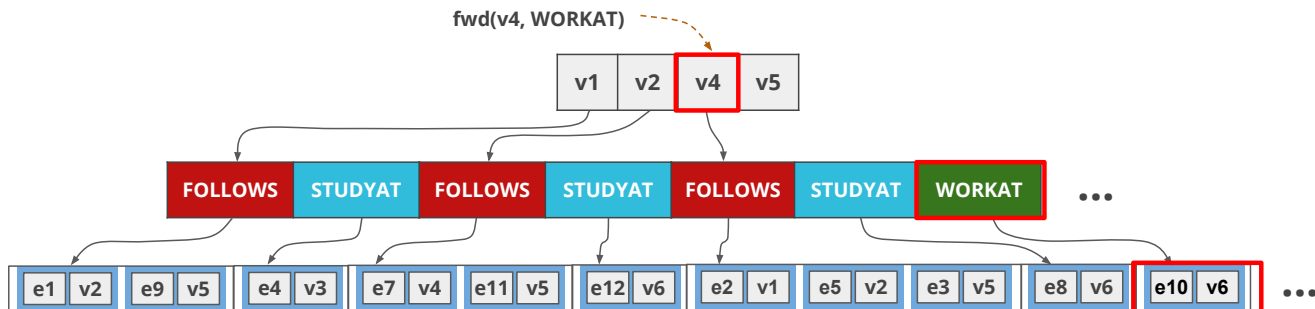 fwd(v4, WORKAT)
v1 v2 v4 v5
FOLLOWS STUDYAT FOLLOWS STUDYAT FOLLOWS STUDYAT WORKAT ...
e1 v2 e9 v5 e4 v3 e7 v4 e11 v5 e12 v6 e2 v1 e5 v2 e3 v5 e8 v6 e10 v6 ...